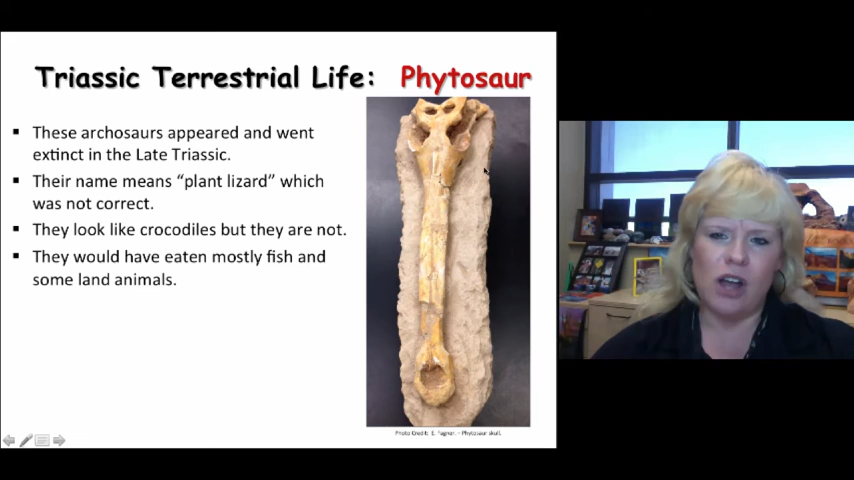 Triassic Terrestrial Life: Phytosaur
▪ These archosaurs appeared and went
extinct in the Late Triassic.
▪ Their name means “plant lizard” which
was not correct.
▪ They look like crocodiles but they are not.
▪ They would have eaten mostly fish and
some land animals.
Photo Credit: E. Fagner. - Phytosaur skull.